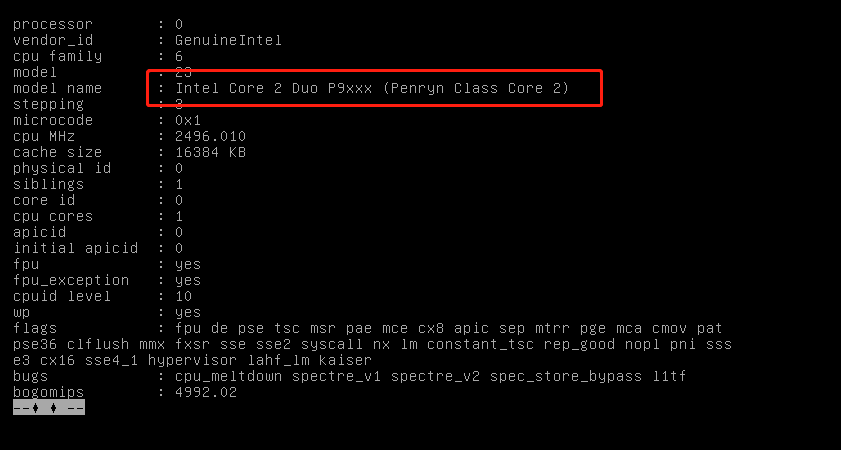 processor : 0
vendor_id : GenuineIntel
cpu family : 6
model : 23
model name : Intel Core 2 Duo P9xxx (Penryn Class Core 2)
stepping : 3
microcode : 0x1
cpu MHz : 2496.010
cache size : 16384 KB
physical id : 0
siblings : 1
core id : 0
cpu cores : 1
apicid : 0
initial apicid : 0
fpu : yes
fpu_exception : yes
cpuid level : 10
wp : yes
flags : fpu de pse tsc msr pae mce cx8 apic sep mtrr pge mca cmov pat
pse36 clflush mmx fxsr sse sse2 syscall nx lm constant_tsc rep_good nopl pni sss
e3 cx16 sse4_1 hypervisor lahf_lm kaiser
bugs : cpu_meltdown spectre_v1 spectre_v2 spec_store_bypass l1tf
bogomips : 4992.02
--♦ ♦ --